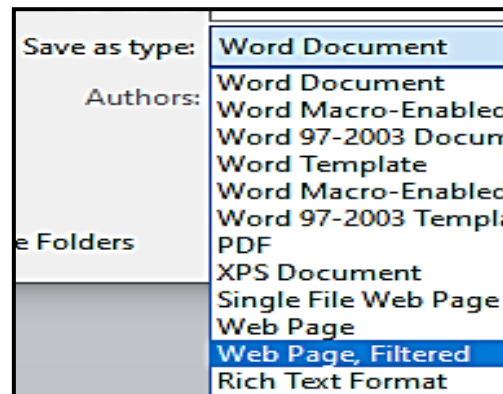 Save as type: Word Document
Authors:
Word Document
Word Macro-Enabled
Word 97-2003 Docum
Word Template
Word Macro-Enabled
Word 97-2003 Templa
e Folders
PDF
XPS Document
Single File Web Page
Web Page
Web Page, Filtered
Rich Text Format